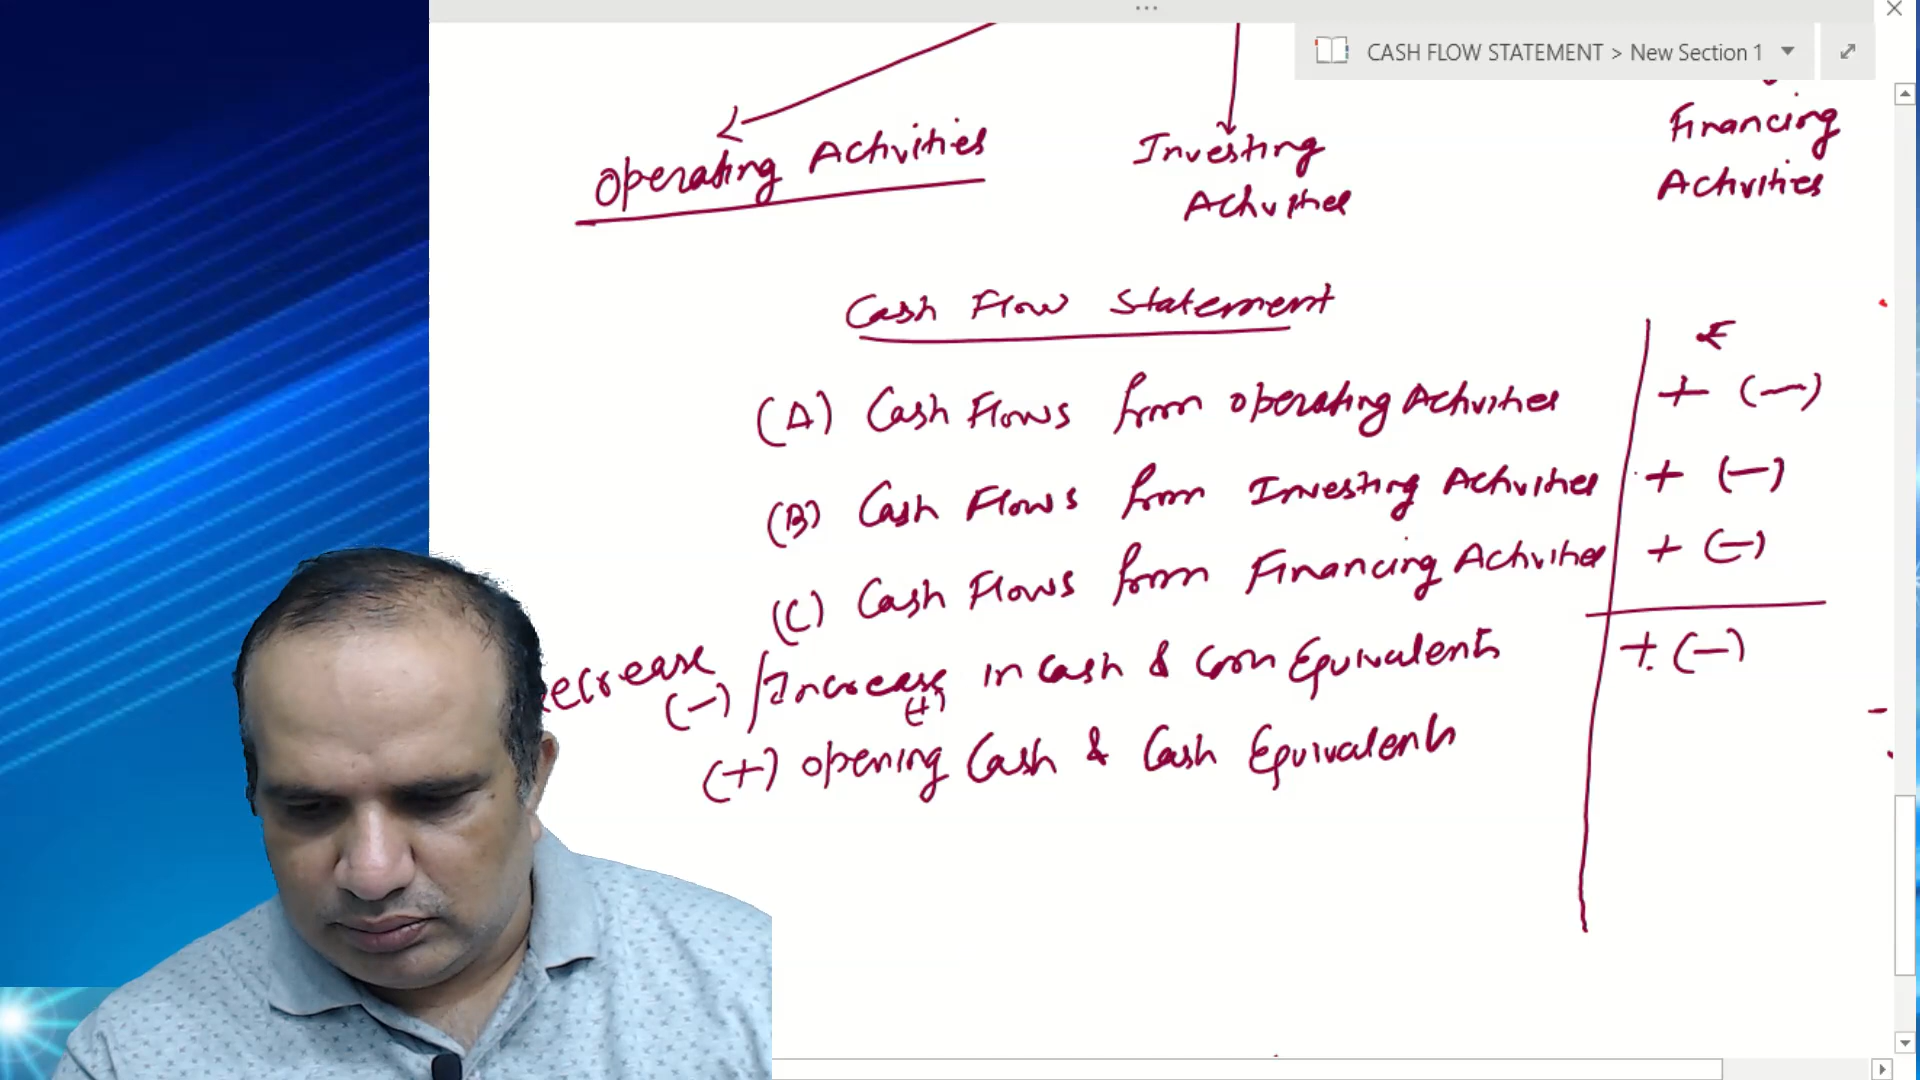 CASH FLOW STATEMENT > New Section 1
Operating Activities
Investing
Activities
Financing
Activities
Cash Flow Statement
₹
(A) Cash Flows from operating Activities + (—)
(B) Cash Flows from Investing Activities + (—)
(C) Cash Flows from Financing Activities + (—)
ecrease (—) / Increase (+) in Cash & Equivalents + (—)
(+) opening Cash & Cash Equivalents